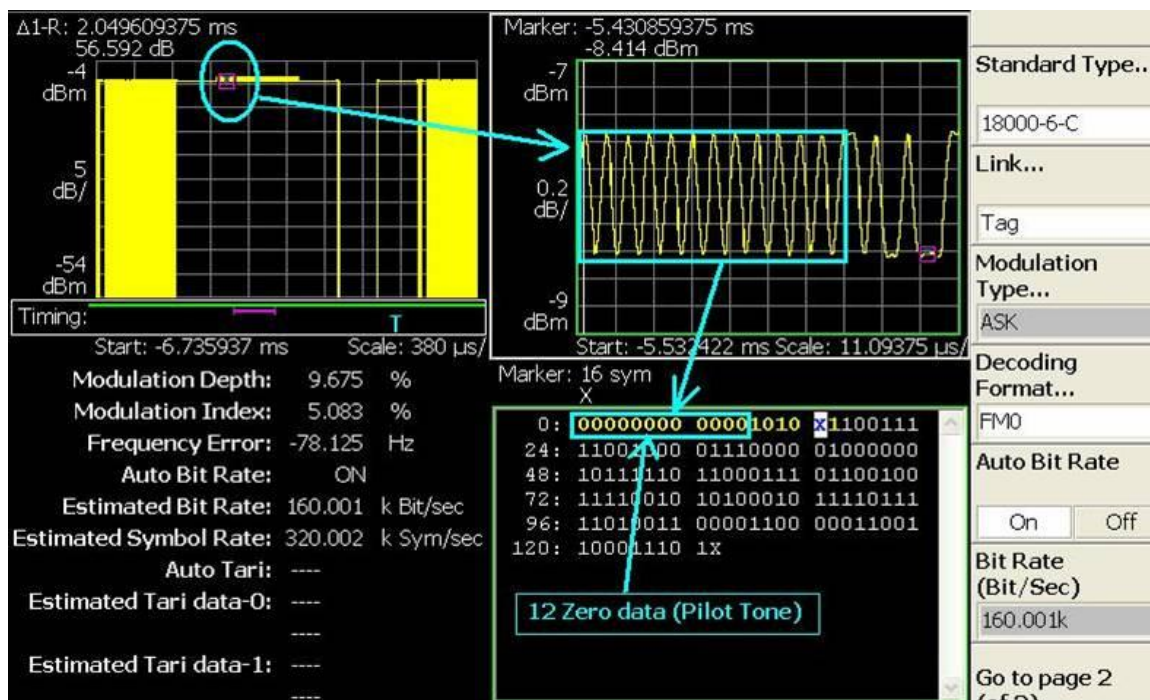 Δ1-R: 2.049609375 ms
56.592 dB
-4
dBm
5
dB/
-54
dBm
Timing:
T
Start: -6.735937 ms Scale: 380 μs/
Marker: -5.430859375 ms
-8.414 dBm
-7
dBm
0.2
dB/
-9
dBm
Start: -5.532422 ms Scale: 11.09375 μs/
Modulation Depth: 9.675 %
Modulation Index: 5.083 %
Frequency Error: -78.125 Hz
Auto Bit Rate: ON
Estimated Bit Rate: 160.001 k Bit/sec
Estimated Symbol Rate: 320.002 k Sym/sec
Auto Tari: ----
Estimated Tari data-0: ----
----
Estimated Tari data-1: ----
----
Marker: 16 sym
X
0: 00000000 00001010 X1100111
24: 11001000 01110000 01000000
48: 10111110 11000111 01100100
72: 11110010 10100010 11110111
96: 11010011 00001100 00011001
120: 10001110 1X
12 Zero data (Pilot Tone)
Standard Type..
18000-6-C
Link...
Tag
Modulation
Type...
ASK
Decoding
Format...
FM0
Auto Bit Rate
On Off
Bit Rate
(Bit/Sec)
160.001k
Go to page 2